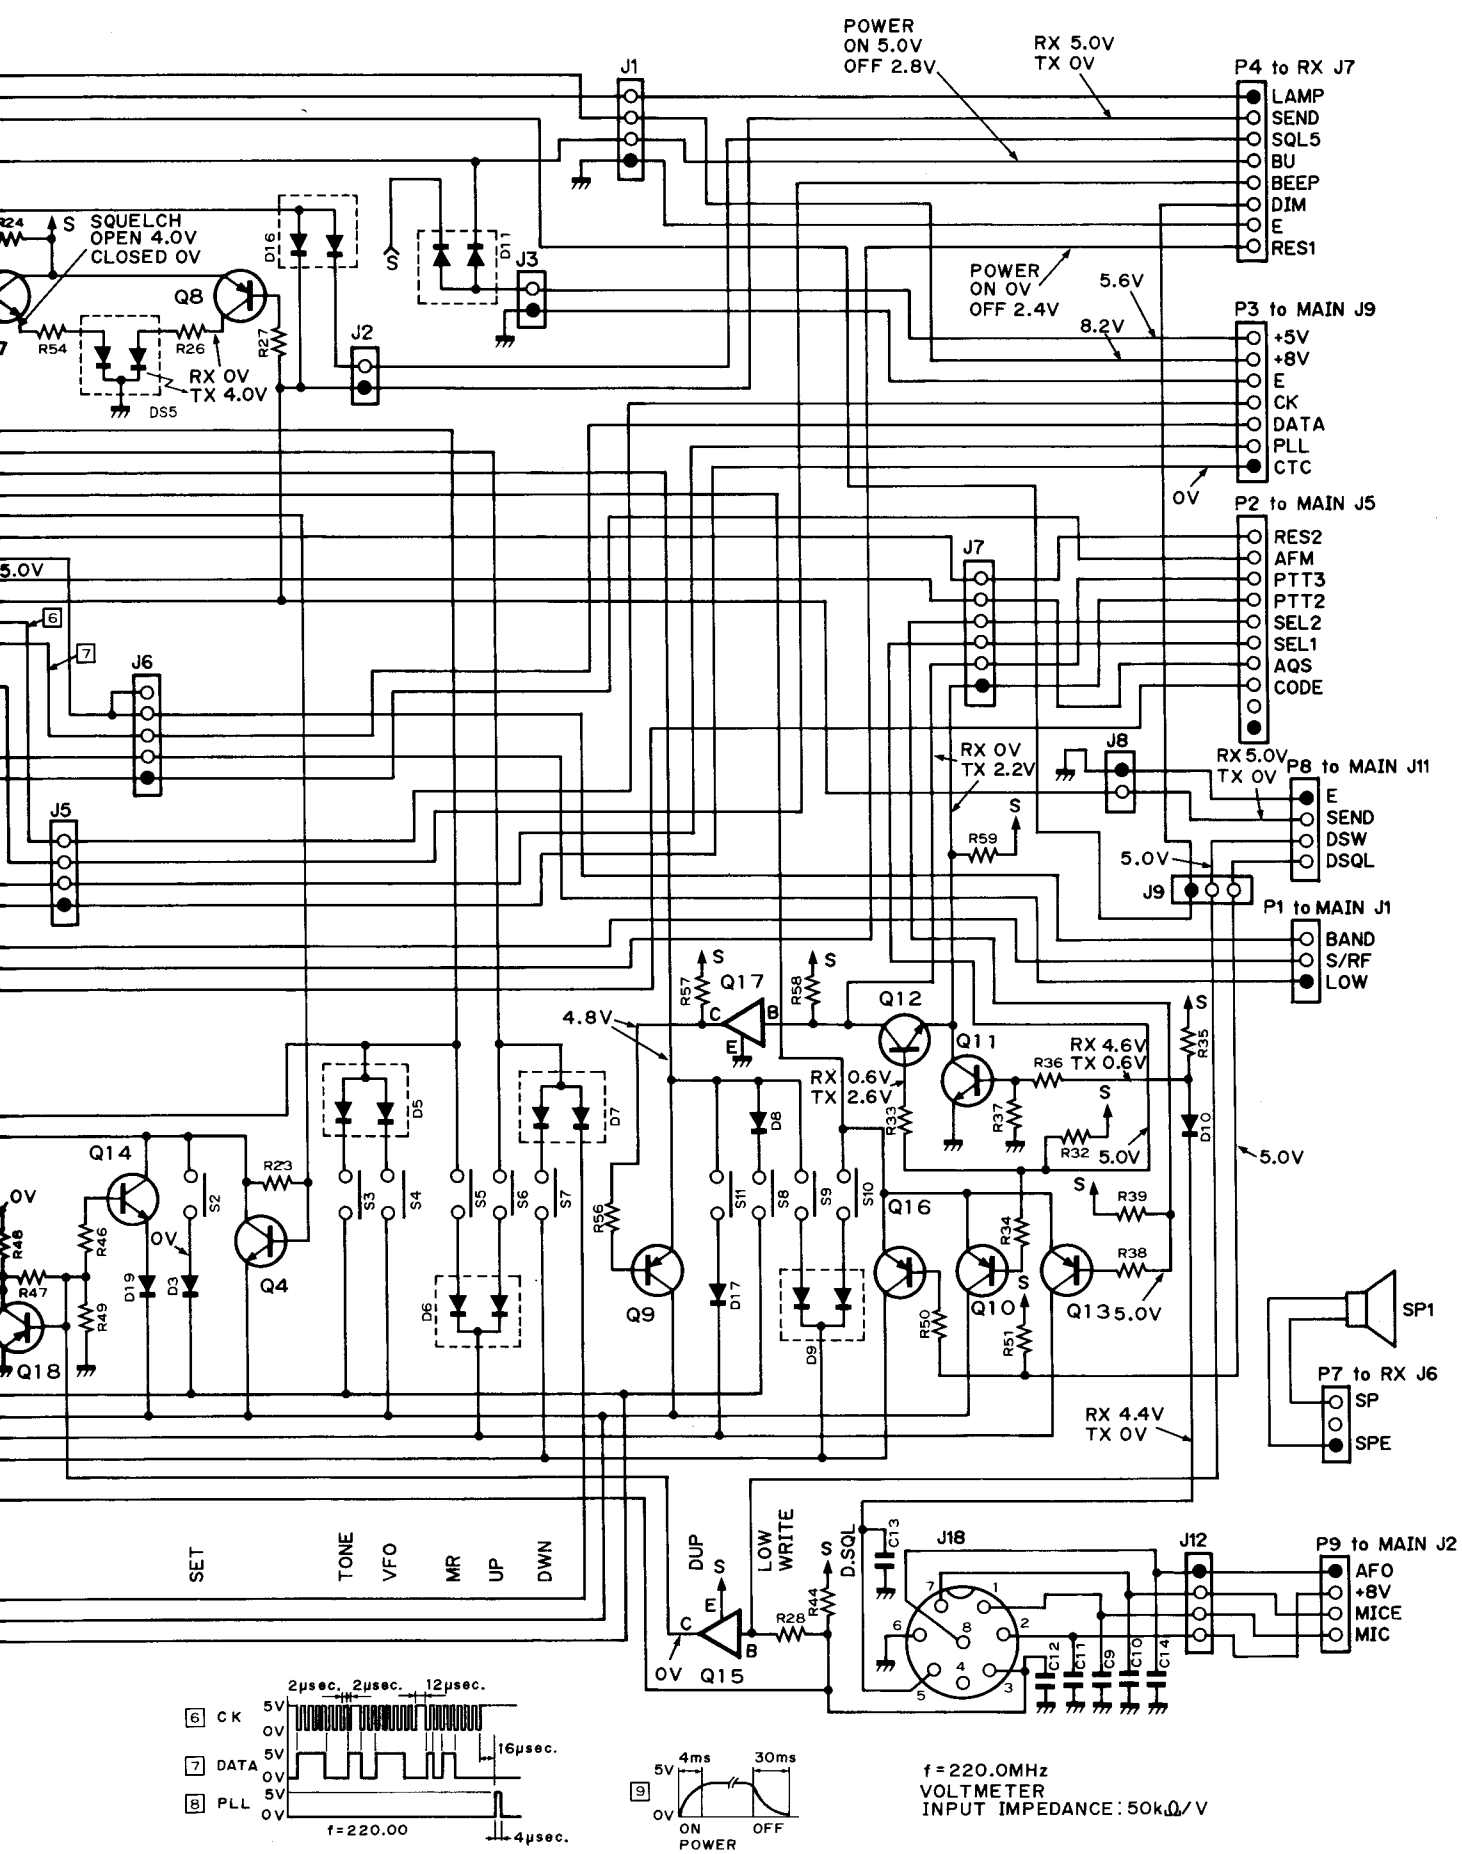 POWER
ON 5.0V
OFF 2.8V
RX 5.0V
TX 0V
J1
P4 to RX J7
LAMP
SEND
SQL5
BU
BEEP
DIM
E
RES1
R24
S
SQUELCH
OPEN 4.0V
CLOSED 0V
D16
S
D11
J3
POWER
ON 0V
OFF 2.4V
5.6V
8.2V
Q8
R54
R26
R27
J2
RX 0V
TX 4.0V
DS5
7
P3 to MAIN J9
+5V
+8V
E
CK
DATA
PLL
CTC
0V
P2 to MAIN J5
RES2
AFM
PTT3
PTT2
SEL2
SEL1
AQS
CODE
J7
5.0V
6
7
J6
J5
RX 0V
TX 2.2V
J8
RX 5.0V
TX 0V
P8 to MAIN J11
E
SEND
DSW
DSQL
S
R59
5.0V
J9
P1 to MAIN J1
BAND
S/RF
LOW
S
R57
Q17
C
B
E
S
R58
Q12
4.8V
Q11
S
R35
R36
RX 4.6V
TX 0.6V
RX 0.6V
TX 2.6V
R33
R37
S
R32
5.0V
D10
5.0V
D5
D7
D8
Q14
R23
S2
S3
S4
S5
S6
S7
S11
S8
S9
S10
0V
R48
R46
0V
R47
D19
D3
R49
Q4
Q18
D6
R56
Q9
D17
D9
Q16
R50
R34
S
R39
R38
Q10
S
R51
Q13
5.0V
SP1
P7 to RX J6
SP
SPE
RX 4.4V
TX 0V
SET
TONE
VFO
MR
UP
DWN
DUP
LOW
WRITE
D.SQL
S
E
C
B
0V
Q15
R28
S
R44
C13
J18
7
1
6
8
2
4
5
3
C12
C11
C9
C10
C14
J12
P9 to MAIN J2
AFO
+8V
MICE
MIC
2μsec. 2μsec. 12μsec.
6 CK
5V
0V
7 DATA
5V
0V
16μsec.
8 PLL
5V
0V
f=220.00
4μsec.
9
5V
0V
4ms
30ms
ON
OFF
POWER
f=220.0MHz
VOLTMETER
INPUT IMPEDANCE: 50kΩ/V